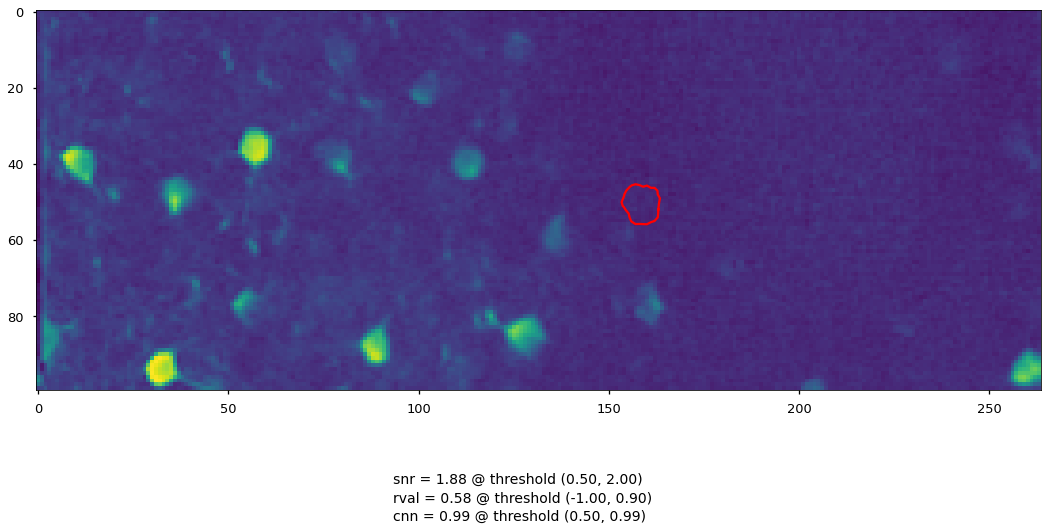 0
20
40
60
80
0 50 100 150 200 250
snr = 1.88 @ threshold (0.50, 2.00)
rval = 0.58 @ threshold (-1.00, 0.90)
cnn = 0.99 @ threshold (0.50, 0.99)